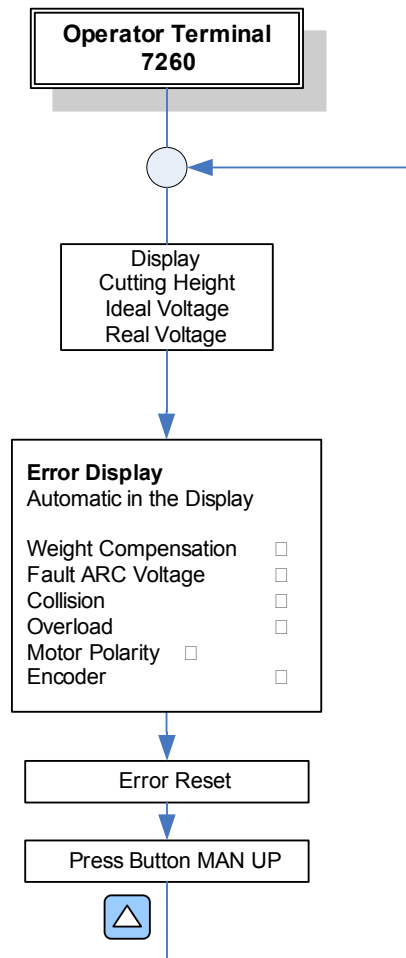 Operator Terminal
7260
Display
Cutting Height
Ideal Voltage
Real Voltage
Error Display
Automatic in the Display
Weight Compensation
Fault ARC Voltage
Collision
Overload
Motor Polarity
Encoder
Error Reset
Press Button MAN UP